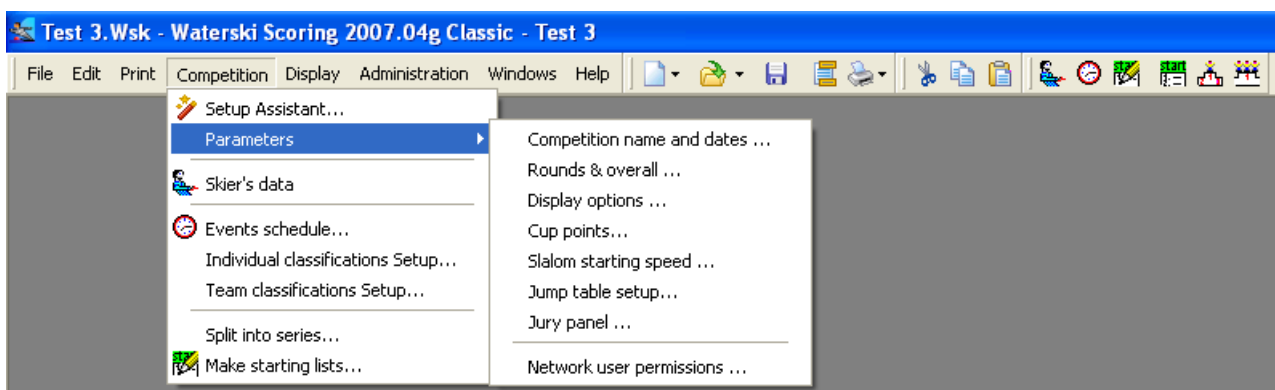 Test 3.Wsk - Waterski Scoring 2007.04g Classic - Test 3
File Edit Print Competition Display Administration Windows Help
Setup Assistant...
Parameters
Skier's data
Events schedule...
Individual classifications Setup...
Team classifications Setup...
Split into series...
Make starting lists...
Competition name and dates ...
Rounds & overall ...
Display options ...
Cup points...
Slalom starting speed ...
Jump table setup...
Jury panel ...
Network user permissions ...